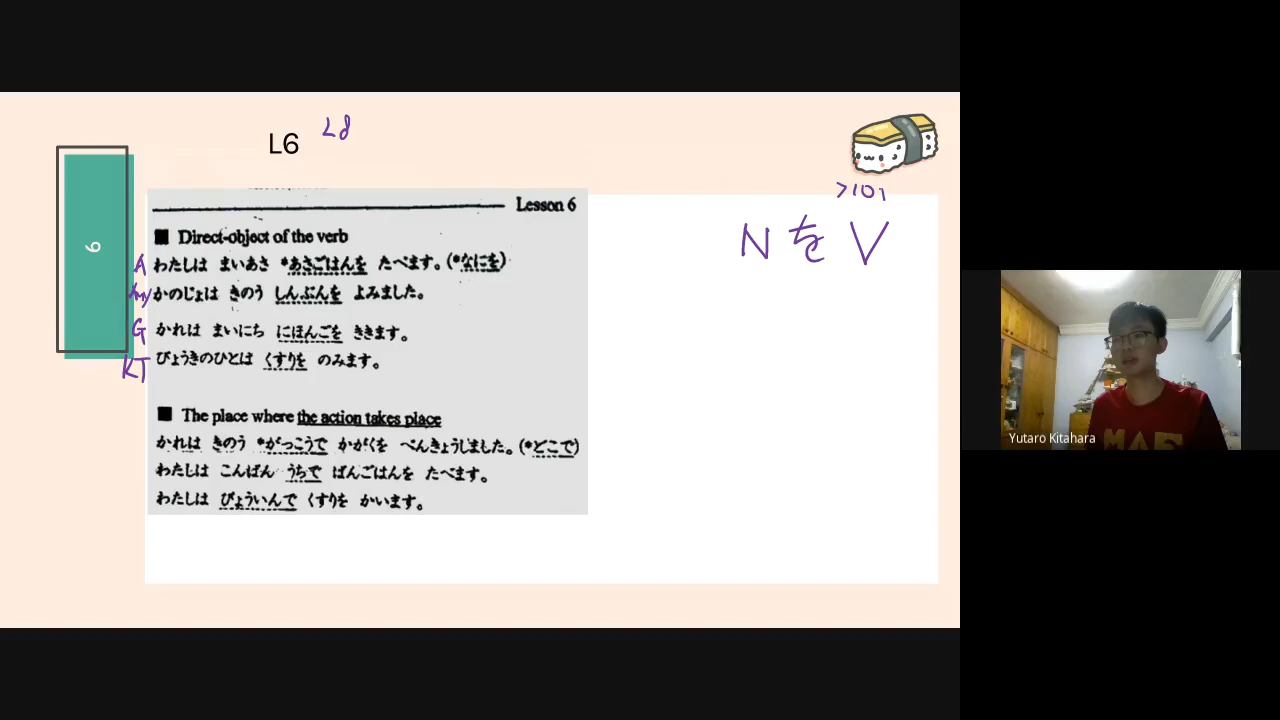 L6 L8
6
Lesson 6
■ Direct-object of the verb
A わたしは まいあさ *あさごはんを たべます。(*なにを)
かのじょは きのう しんぶんを よみました。
G かれは まいにち にほんごを ききます。
KT びょうきのひとは くすりを のみます。
■ The place where the action takes place
かれは きのう *がっこうで かがくを べんきょうしました。(*どこで)
わたしは こんばん うちで ばんごはんを たべます。
わたしは びょういんで くすりを かいます。
N を V
Yutaro Kitahara